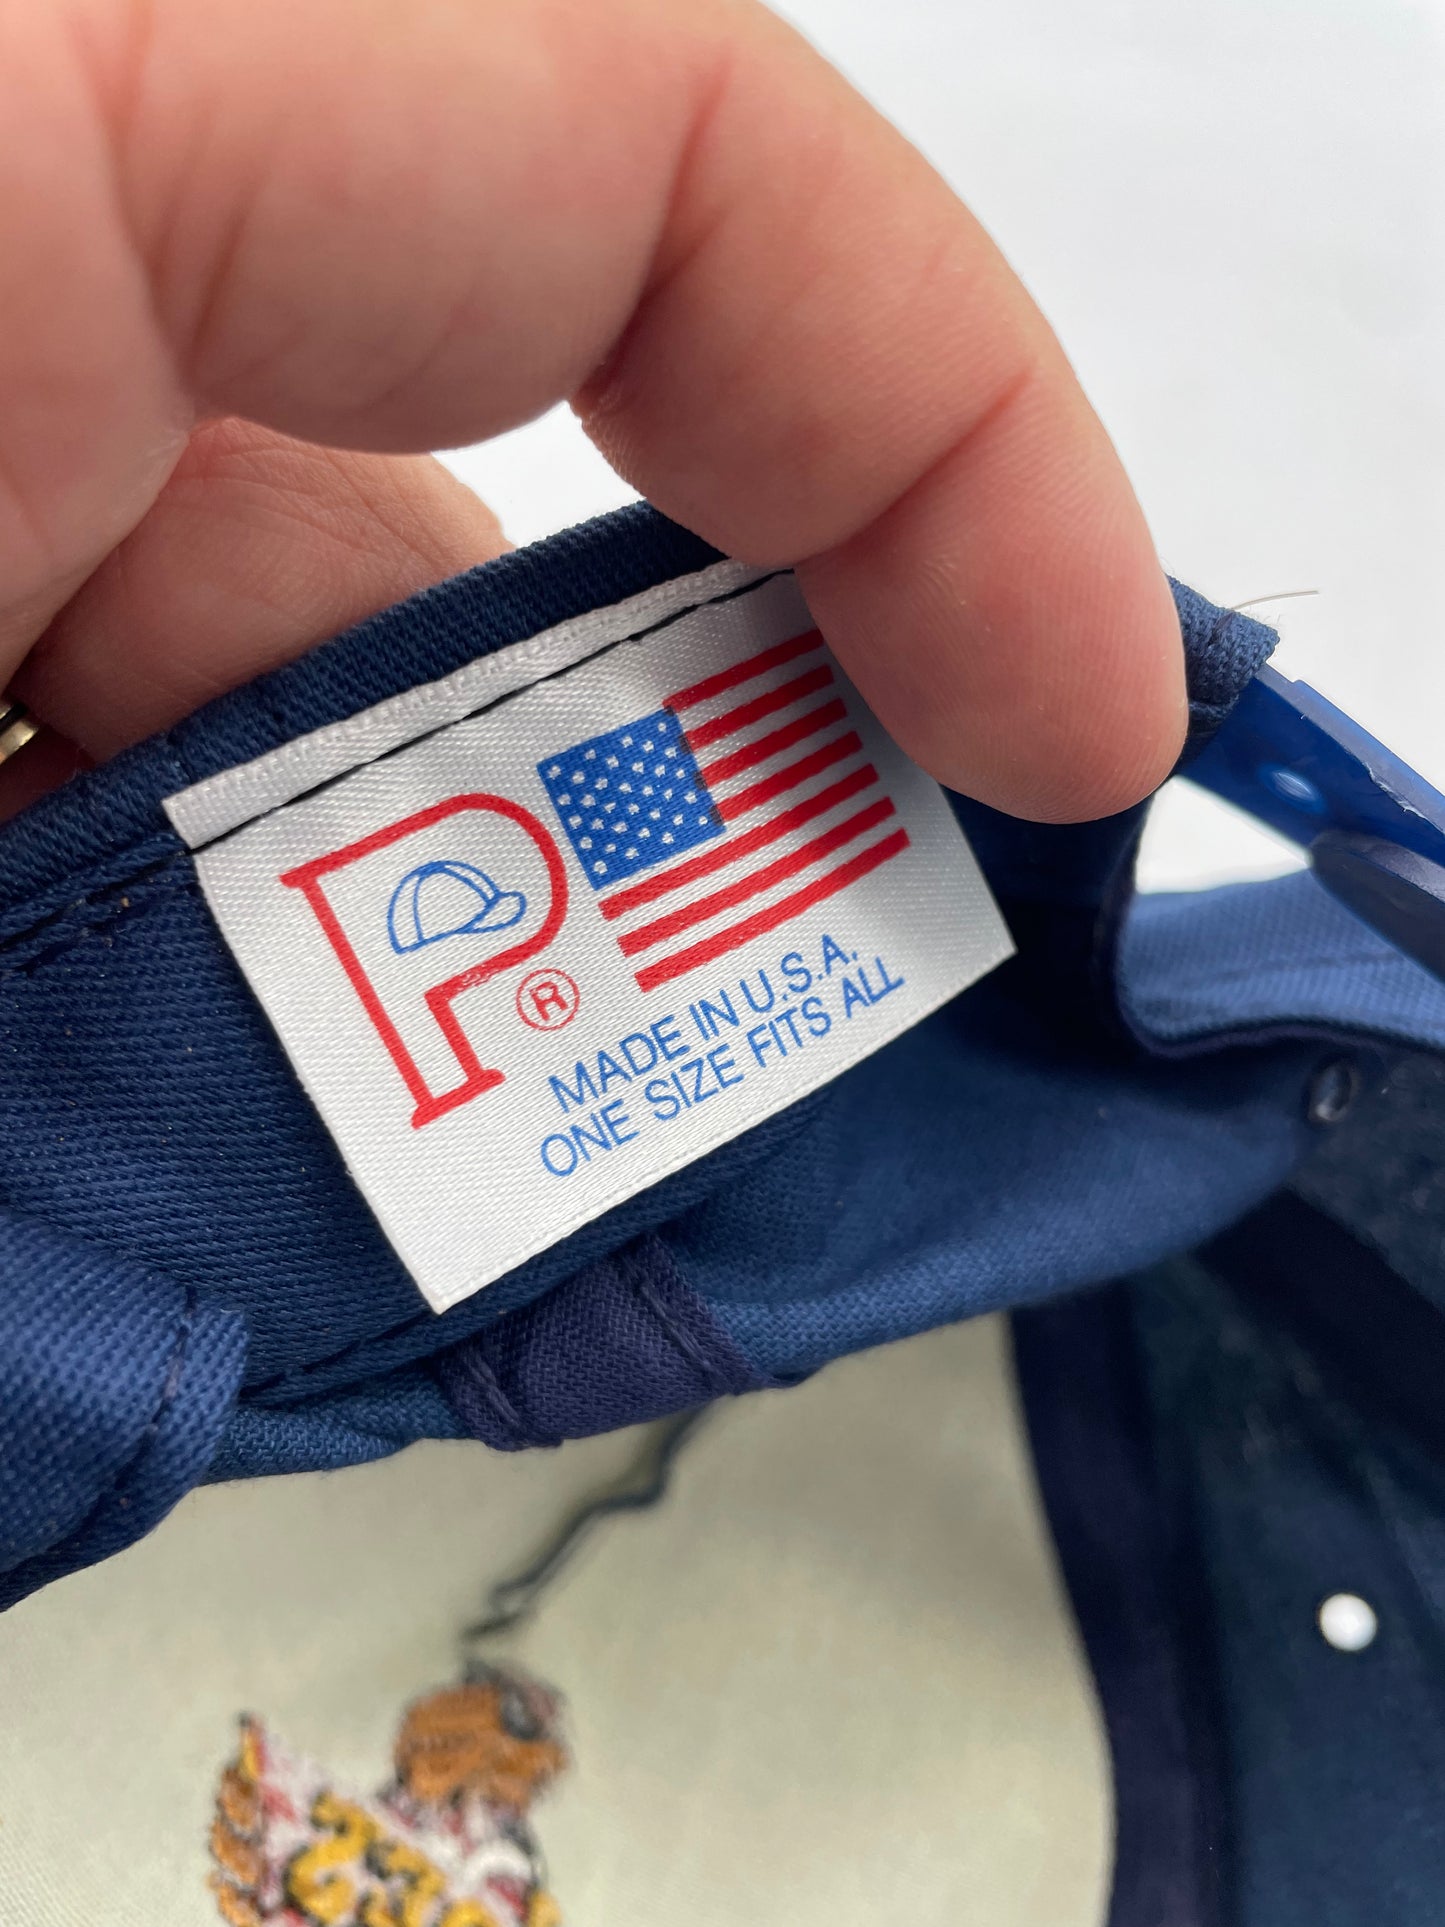 P
®
MADE IN U.S.A.
ONE SIZE FITS ALL